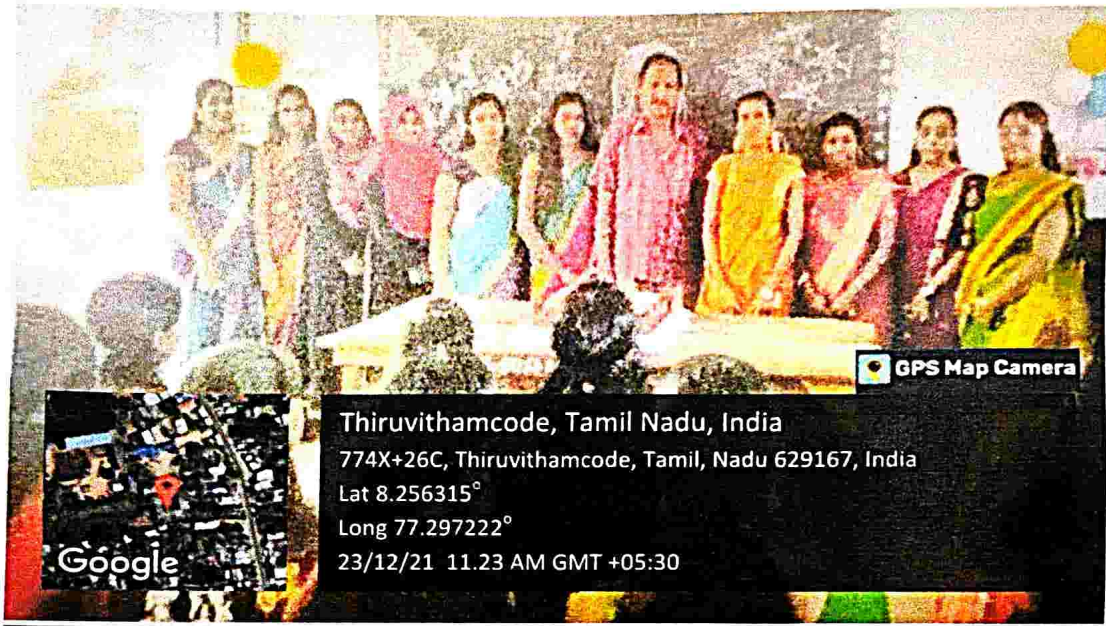 GPS Map Camera
Thiruvithamcode, Tamil Nadu, India
774X+26C, Thiruvithamcode, Tamil, Nadu 629167, India
Lat 8.256315°
Long 77.297222°
23/12/21 11.23 AM GMT +05:30
Google